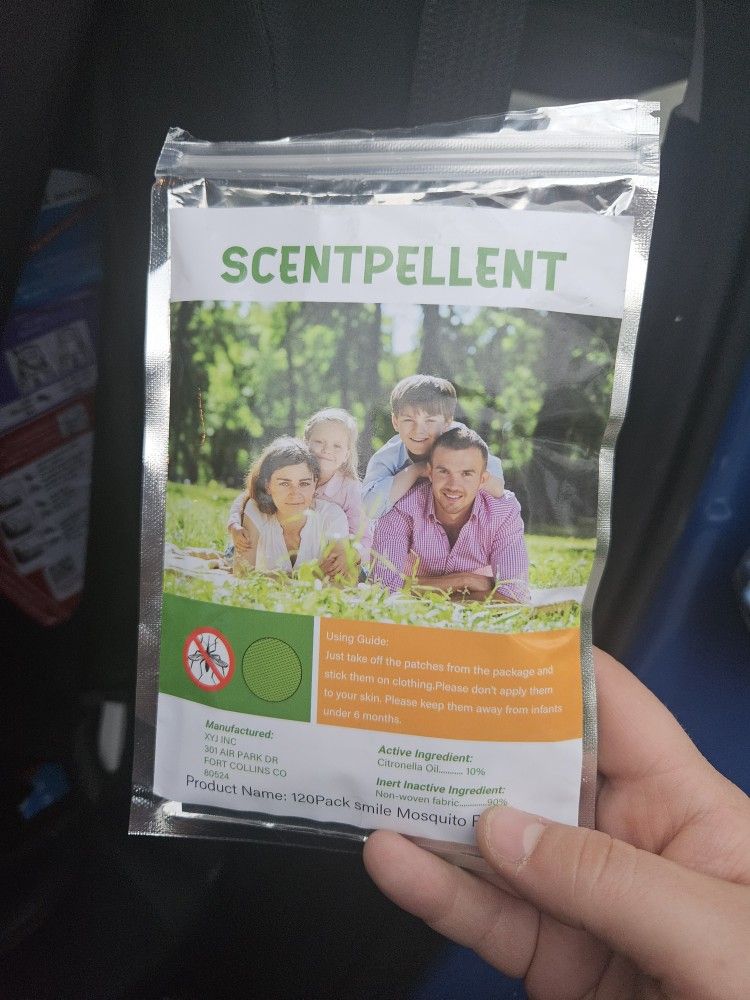 SCENTPELLENT
Using Guide:
Just take off the patches from the package and
stick them on clothing.Please don't apply them
to your skin. Please keep them away from infants
under 6 months.
Manufactured:
XYJ INC
301 AIR PARK DR
FORT COLLINS CO
80524
Active Ingredient:
Citronella Oil.......... 10%
Inert Inactive Ingredient:
Non-woven fabric..........90%
Product Name: 120Pack smile Mosquito